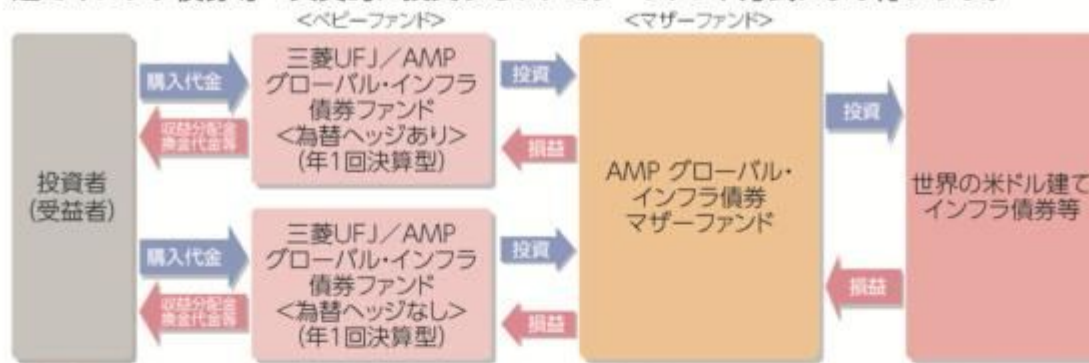 <ベビーファンド>
<マザーファンド>
投資者
(受益者)
購入代金
収益分配金
換金代金等
三菱UFJ/AMP
グローバル・インフラ
債券ファンド
<為替ヘッジあり>
(年1回決算型)
投資
損益
購入代金
収益分配金
換金代金等
三菱UFJ/AMP
グローバル・インフラ
債券ファンド
<為替ヘッジなし>
(年1回決算型)
投資
損益
AMP グローバル・
インフラ債券
マザーファンド
投資
損益
世界の米ドル建て
インフラ債券等